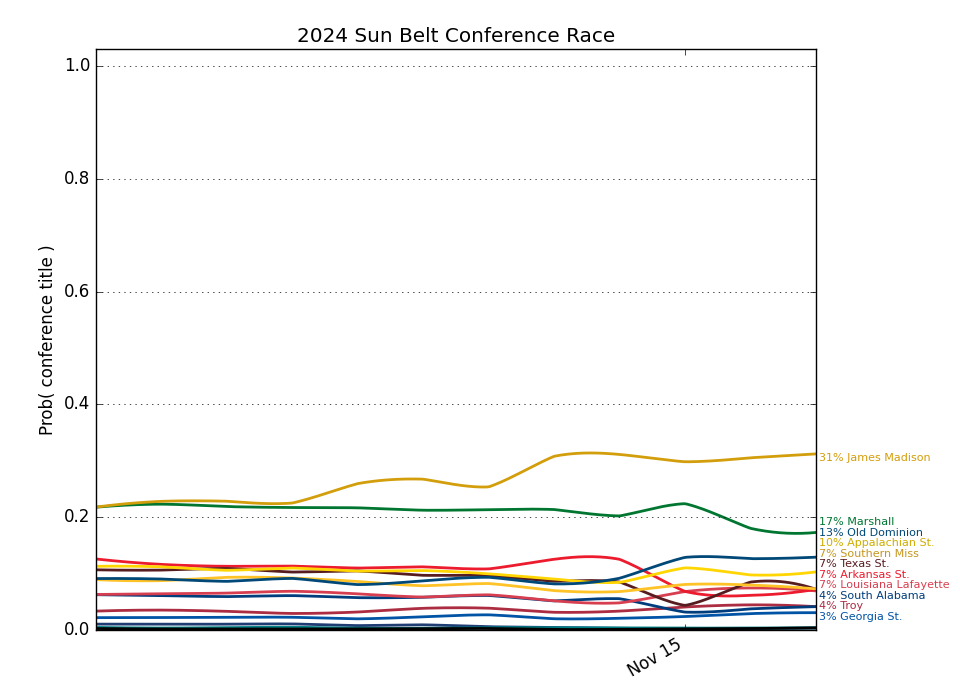 2024 Sun Belt Conference Race
Prob( conference title )
1.0
0.8
0.6
0.4
0.2
0.0
Nov 15
31% James Madison
17% Marshall
13% Old Dominion
10% Appalachian St.
7% Southern Miss
7% Texas St.
7% Arkansas St.
7% Louisiana Lafayette
4% South Alabama
4% Troy
3% Georgia St.